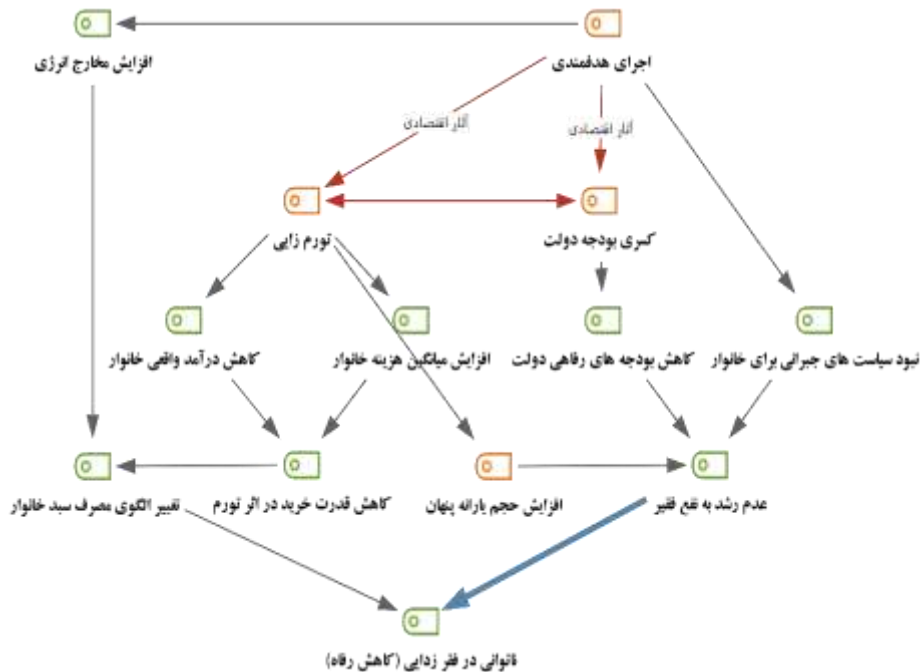 اجرای هدفمندی
افزایش مخارج انرژی
آثار اقتصادی
آثار اقتصادی
کسری بودجه دولت
تورم زایی
نبود سیاست های جبرانی برای خانوار
کاهش بودجه های رفاهی دولت
افزایش میانگین هزینه خانوار
کاهش درآمد واقعی خانوار
عدم رشد به نفع فقیر
افزایش حجم یارانه پنهان
کاهش قدرت خرید در اثر تورم
تغییر الگوی مصرف سبد خانوار
ناتوانی در فقر زدایی (کاهش رفاه)